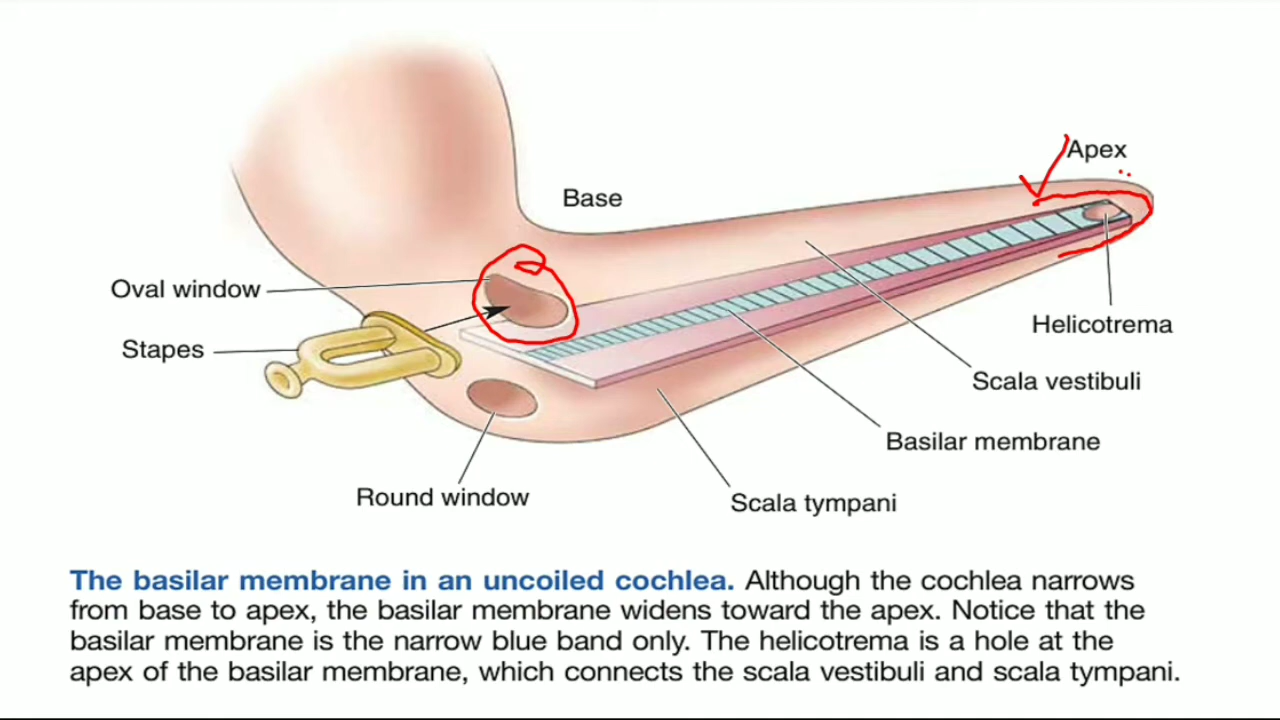 Apex
Base
Oval window
Stapes
Helicotrema
Scala vestibuli
Basilar membrane
Round window
Scala tympani
The basilar membrane in an uncoiled cochlea. Although the cochlea narrows
from base to apex, the basilar membrane widens toward the apex. Notice that the
basilar membrane is the narrow blue band only. The helicotrema is a hole at the
apex of the basilar membrane, which connects the scala vestibuli and scala tympani.